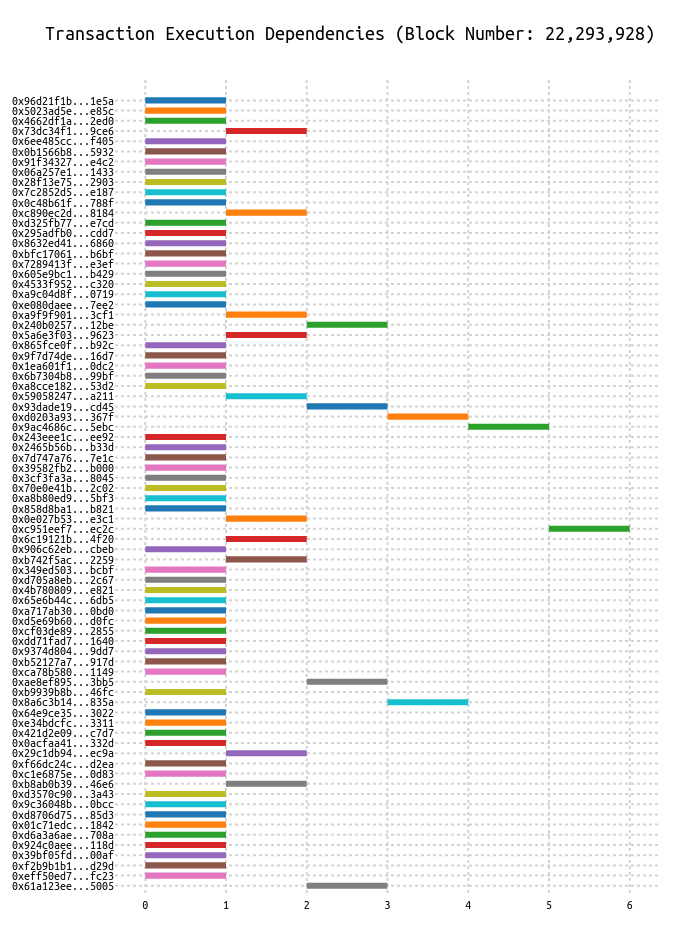 Transaction Execution Dependencies (Block Number: 22,293,928)
0x96d21f1b...1e5a
0x5023ad5e...e85c
0x4662df1a...2ed0
0x73dc34f1...9ce6
0x6ee485cc...f405
0x0b1566b8...5932
0x91f34327...e4c2
0x06a257e1...1433
0x28f13e75...2903
0x7c2852d5...e187
0x0c48b61f...788f
0xc890ec2d...8184
0xd325fb77...e7cd
0x295adfb0...cdd7
0x8632ed41...6860
0xbfc17061...b6bf
0x7289413f...e3ef
0x605e9bc1...b429
0x4533f952...c320
0xa9c04d8f...0719
0xe080daee...7ee2
0xa9f9f901...3cf1
0x240b0257...12be
0x5a6e3f03...9623
0x865fce0f...b92c
0x9f7d74de...16d7
0x1ea601f1...0dc2
0x6b7304b8...99bf
0xa8cce182...53d2
0x59058247...a211
0x93dade19...cd45
0xd0203a93...367f
0x9ac4686c...5ebc
0x243eee1c...ee92
0x2465b56b...b33d
0x7d747a76...7e1c
0x39582fb2...b000
0x3cf3fa3a...8045
0x70e0e41b...2c02
0xa8b80ed9...5bf3
0x858d8ba1...b821
0x0e027b53...e3c1
0xc951eef7...ec2c
0x6c19121b...4f20
0x906c62eb...cbeb
0xb742f5ac...2259
0x349ed503...bcbf
0xd705a8eb...2c67
0x4b780809...e821
0x65e6b44c...6db5
0xa717ab30...0bd0
0xd5e69b60...d0fc
0xcf03de89...2855
0xdd71fad7...1640
0x9374d804...9dd7
0xb52127a7...917d
0xca78b580...1149
0xae8ef895...3bb5
0xb9939b8b...46fc
0x8a6c3b14...835a
0x64e9ce35...3022
0xe34bdcfc...3311
0x421d2e09...c7d7
0x0acfaa41...332d
0x29c1db94...ec9a
0xf66dc24c...d2ea
0xc1e6875e...0d83
0xb8ab0b39...46e6
0xd3570c90...3a43
0x9c36048b...0bcc
0xd8706d75...85d3
0x01c71edc...1842
0xd6a3a6ae...708a
0x924c0aee...118d
0x39bf05fd...00af
0xf2b9b1b1...d29d
0xeff50ed7...fc23
0x61a123ee...5005
0 1 2 3 4 5 6